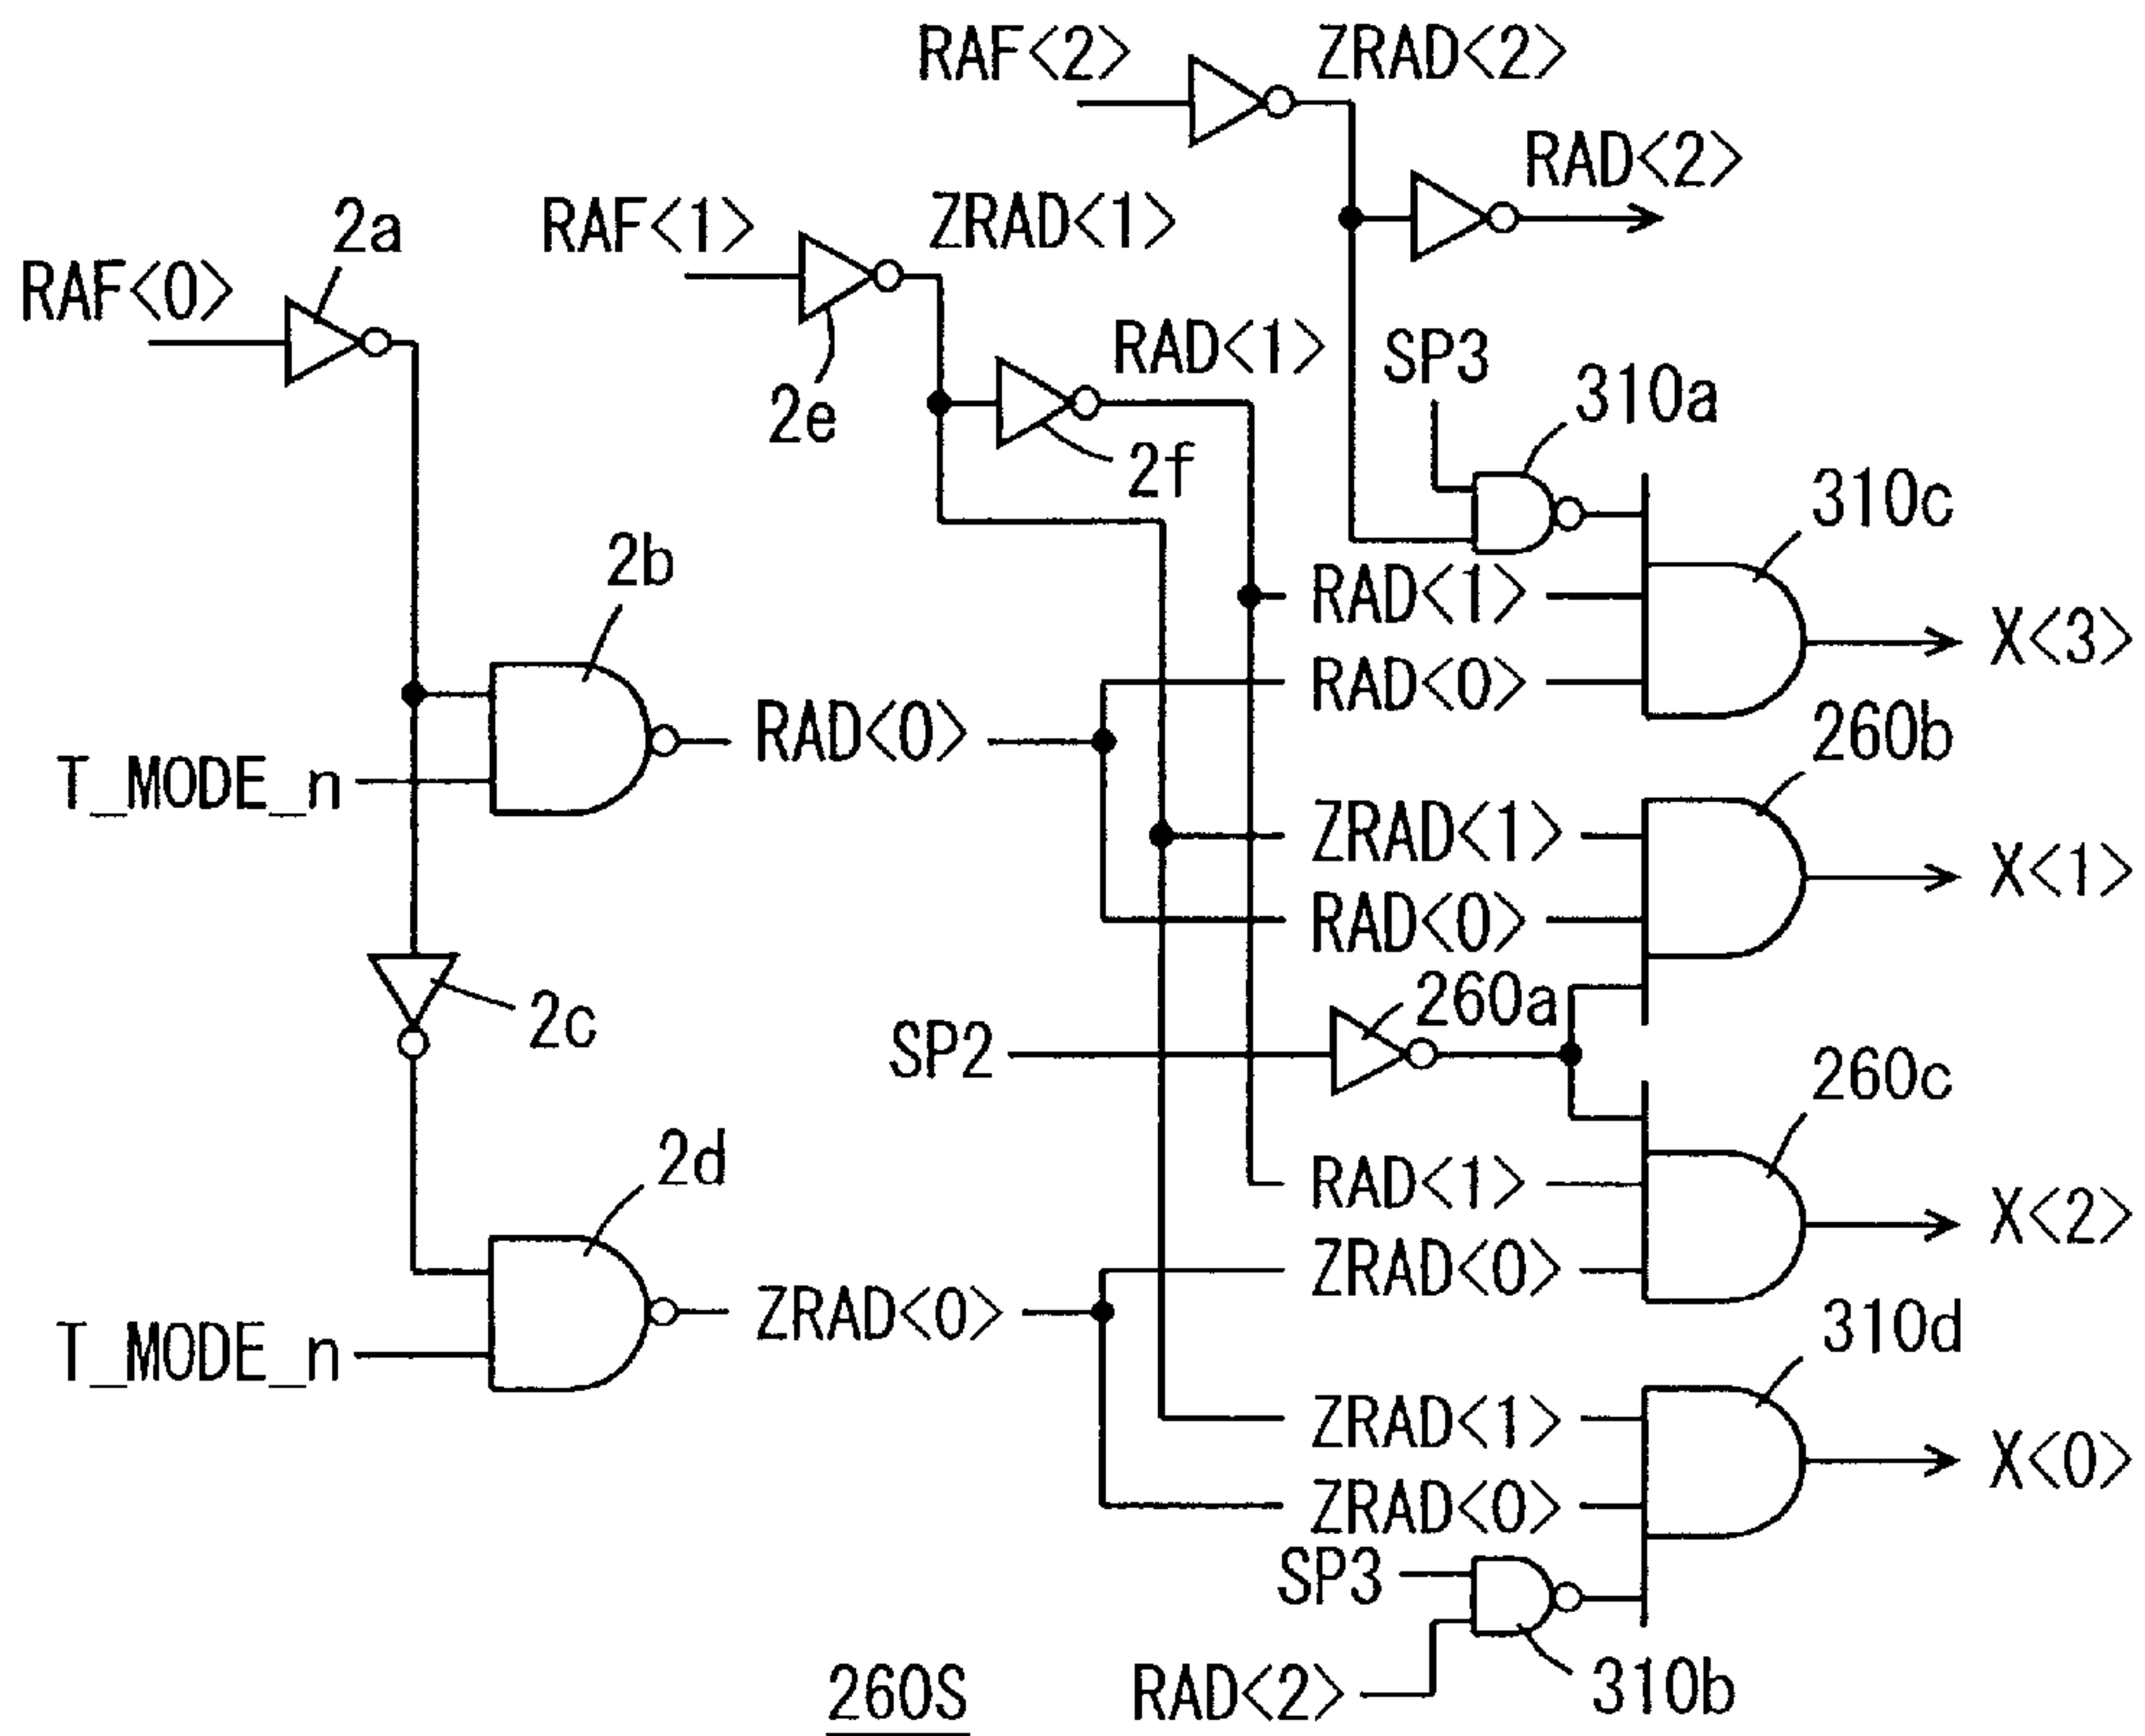 RAF<2> ZRAD<2>
RAD<2>
2a RAF<1> ZRAD<1>
RAF<0>
RAD<1> SP3
2e 310a
2f
310c
2b
RAD<1>
X<3>
RAD<0>
RAD<0> 260b
T_MODE_n
ZRAD<1>
X<1>
RAD<0>
260a
2c SP2
260c
2d RAD<1>
X<2>
ZRAD<0>
ZRAD<0>
T_MODE_n 310d
ZRAD<1>
X<0>
ZRAD<0>
SP3
260S RAD<2> 310b